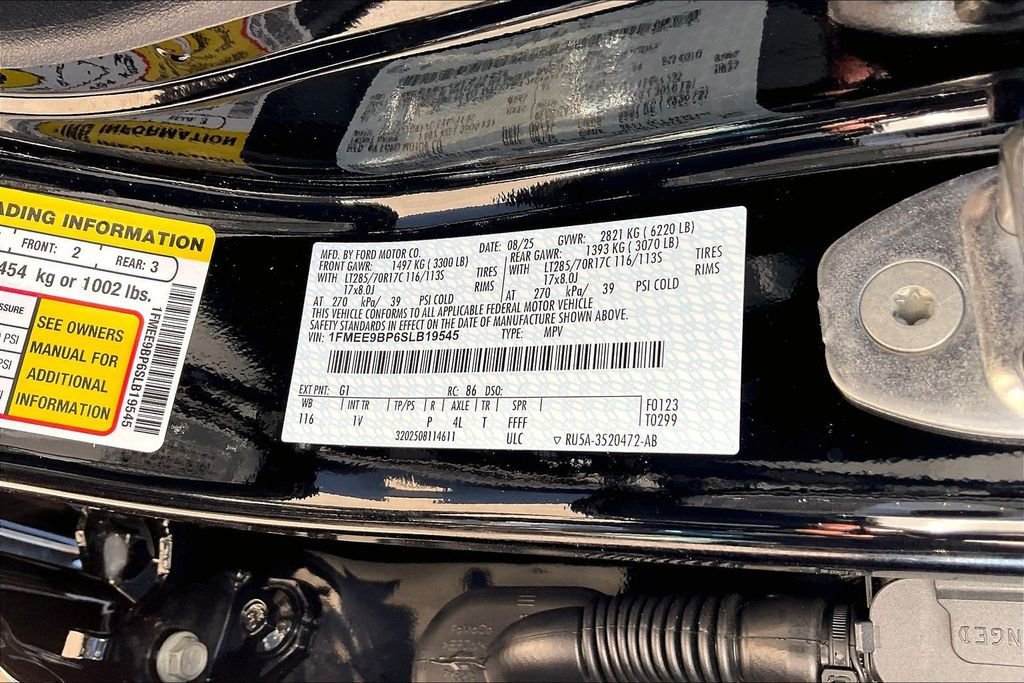 ADING INFORMATION
FRONT: 2
REAR: 3
454 kg or 1002 lbs.
PSI
PSI
SEE OWNERS
MANUAL FOR
ADDITIONAL
INFORMATION
1FMEE9BP6SLB19545
MFD. BY FORD MOTOR CO. DATE: 08/25 GVWR: 2821 KG ( 6220 LB)
FRONT GAWR: 1497 KG ( 3300 LB) REAR GAWR: 1393 KG ( 3070 LB)
WITH LT285/70R17C 116/113S TIRES WITH LT285/70R17C 116/113S TIRES
17x8.0J RIMS 17x8.0J RIMS
AT 270 kPa/ 39 PSI COLD AT 270 kPa/ 39 PSI COLD
THIS VEHICLE CONFORMS TO ALL APPLICABLE FEDERAL MOTOR VEHICLE
SAFETY STANDARDS IN EFFECT ON THE DATE OF MANUFACTURE SHOWN ABOVE.
VIN: 1FMEE9BP6SLB19545 TYPE: MPV
EXT PNT: G1 RC: 86 DSO:
WB INT TR TP/PS R AXLE TR SPR F0123
116 1V P 4L T FFFF T0299
3202508114611 ULC ▽ RU5A-3520472-AB